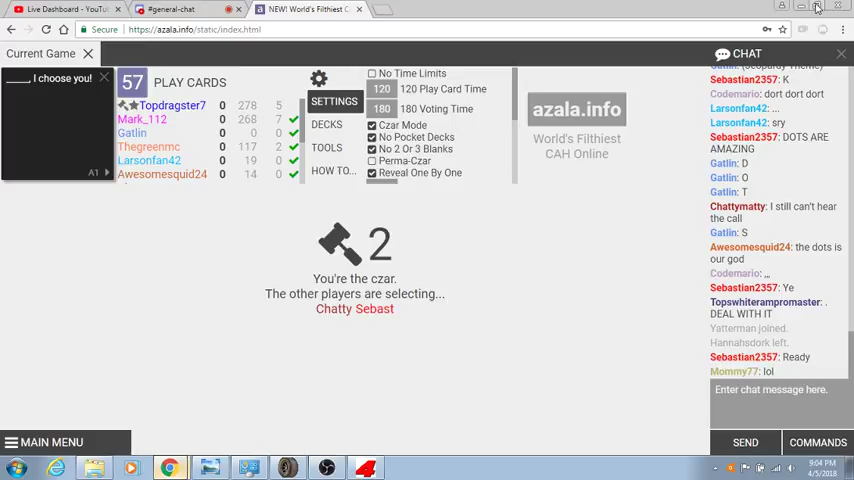 Live Dashboard - YouTu
#general-chat
NEW! World's Filthiest C
Secure
https://azala.info/static/index.html
Current Game
_____, I choose you!
A1
57 PLAY CARDS
Topdragster7 0 278 5
Mark_112 0 268 7
Gatlin 0 0 0
Thegreenmc 0 117 2
Larsonfan42 0 19 0
Awesomesquid24 0 14 0
SETTINGS
DECKS
TOOLS
HOW TO...
No Time Limits
120 120 Play Card Time
180 180 Voting Time
Czar Mode
No Pocket Decks
No 2 Or 3 Blanks
Perma-Czar
Reveal One By One
azala.info
World's Filthiest
CAH Online
2
You're the czar.
The other players are selecting...
Chatty Sebast
CHAT
Sebastian2357: K
Codemario: dort dort dort
Larsonfan42: ...
Larsonfan42: sry
Sebastian2357: DOTS ARE
AMAZING
Gatlin: D
Gatlin: O
Gatlin: T
Chattymatty: I still can't hear
the call
Gatlin: S
Awesomesquid24: the dots is
our god
Codemario: ,,,
Sebastian2357: Ye
Topswhiterampromaster: .
DEAL WITH IT
Yatterman joined.
Hannahsdork left.
Sebastian2357: Ready
Mommy77: lol
Enter chat message here.
SEND
COMMANDS
MAIN MENU
9:04 PM
4/5/2018